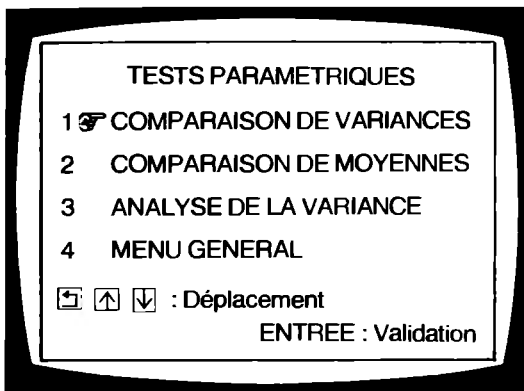 TESTS PARAMETRIQUES
1 ☞ COMPARAISON DE VARIANCES
2 COMPARAISON DE MOYENNES
3 ANALYSE DE LA VARIANCE
4 MENU GENERAL
⮌ ↑ ↓ : Déplacement
ENTREE : Validation